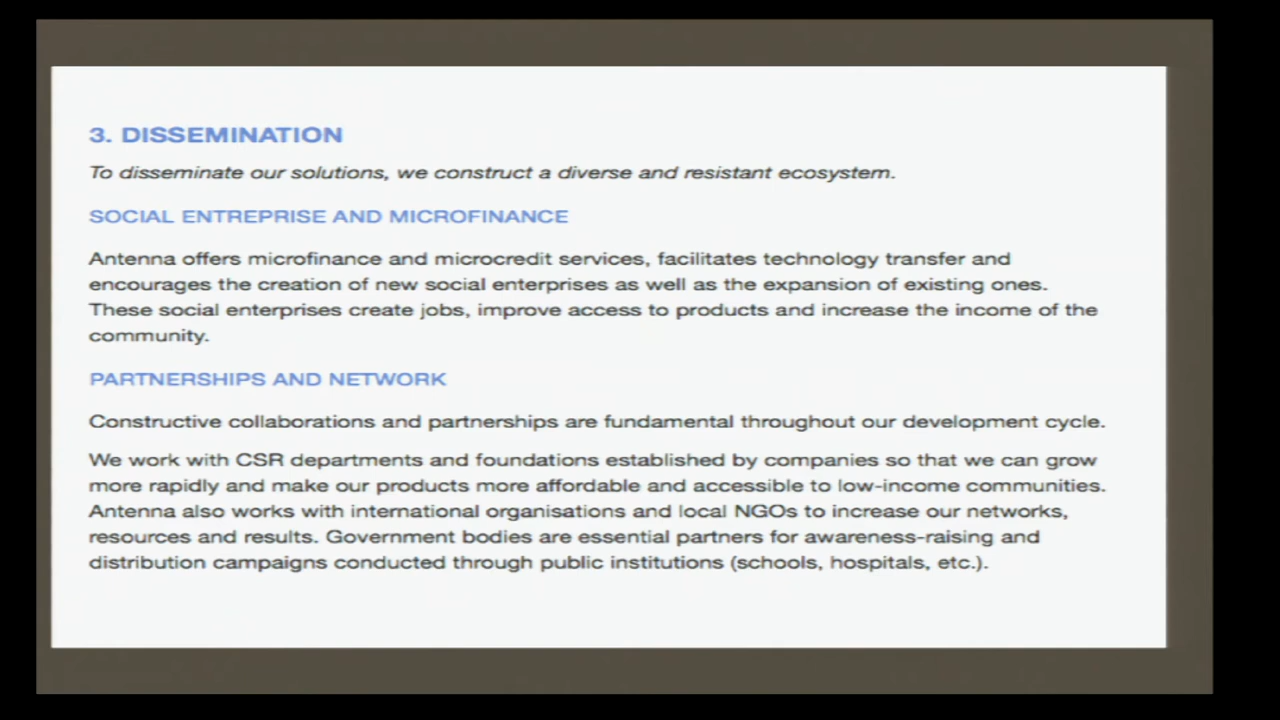 3. DISSEMINATION
To disseminate our solutions, we construct a diverse and resistant ecosystem.
SOCIAL ENTREPRISE AND MICROFINANCE
Antenna offers microfinance and microcredit services, facilitates technology transfer and
encourages the creation of new social enterprises as well as the expansion of existing ones.
These social enterprises create jobs, improve access to products and increase the income of the
community.
PARTNERSHIPS AND NETWORK
Constructive collaborations and partnerships are fundamental throughout our development cycle.
We work with CSR departments and foundations established by companies so that we can grow
more rapidly and make our products more affordable and accessible to low-income communities.
Antenna also works with international organisations and local NGOs to increase our networks,
resources and results. Government bodies are essential partners for awareness-raising and
distribution campaigns conducted through public institutions (schools, hospitals, etc.).